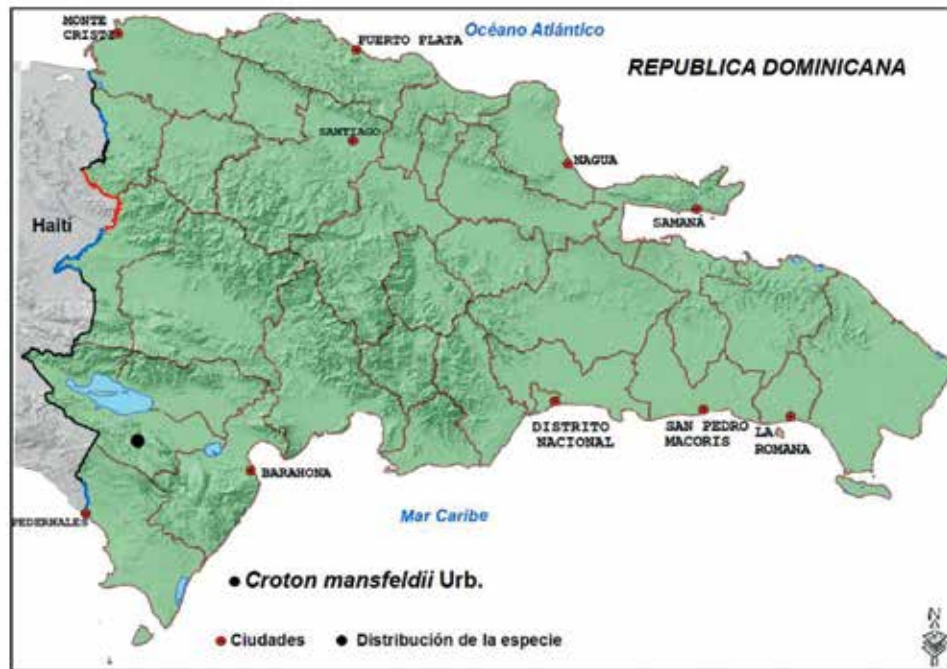 MONTE
CRISTI
PUERTO PLATA
Océano Atlántico
REPUBLICA DOMINICANA
SANTIAGO
NAGUA
SAMANÁ
Haití
DISTRITO
NACIONAL
SAN PEDRO
MACORIS
LA
ROMANA
BARAHONA
PEDERNALES
Mar Caribe
Croton mansfeldii Urb.
Ciudades
Distribución de la especie
N